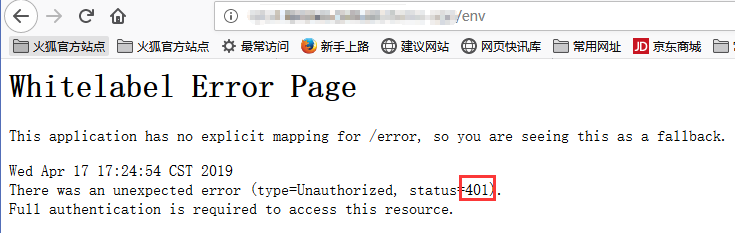 /env
火狐官方站点 火狐官方站点 最常访问 新手上路 建议网站 网页快讯库 常用网址 JD 京东商城
Whitelabel Error Page
This application has no explicit mapping for /error, so you are seeing this as a fallback.
Wed Apr 17 17:24:54 CST 2019
There was an unexpected error (type=Unauthorized, status=401).
Full authentication is required to access this resource.